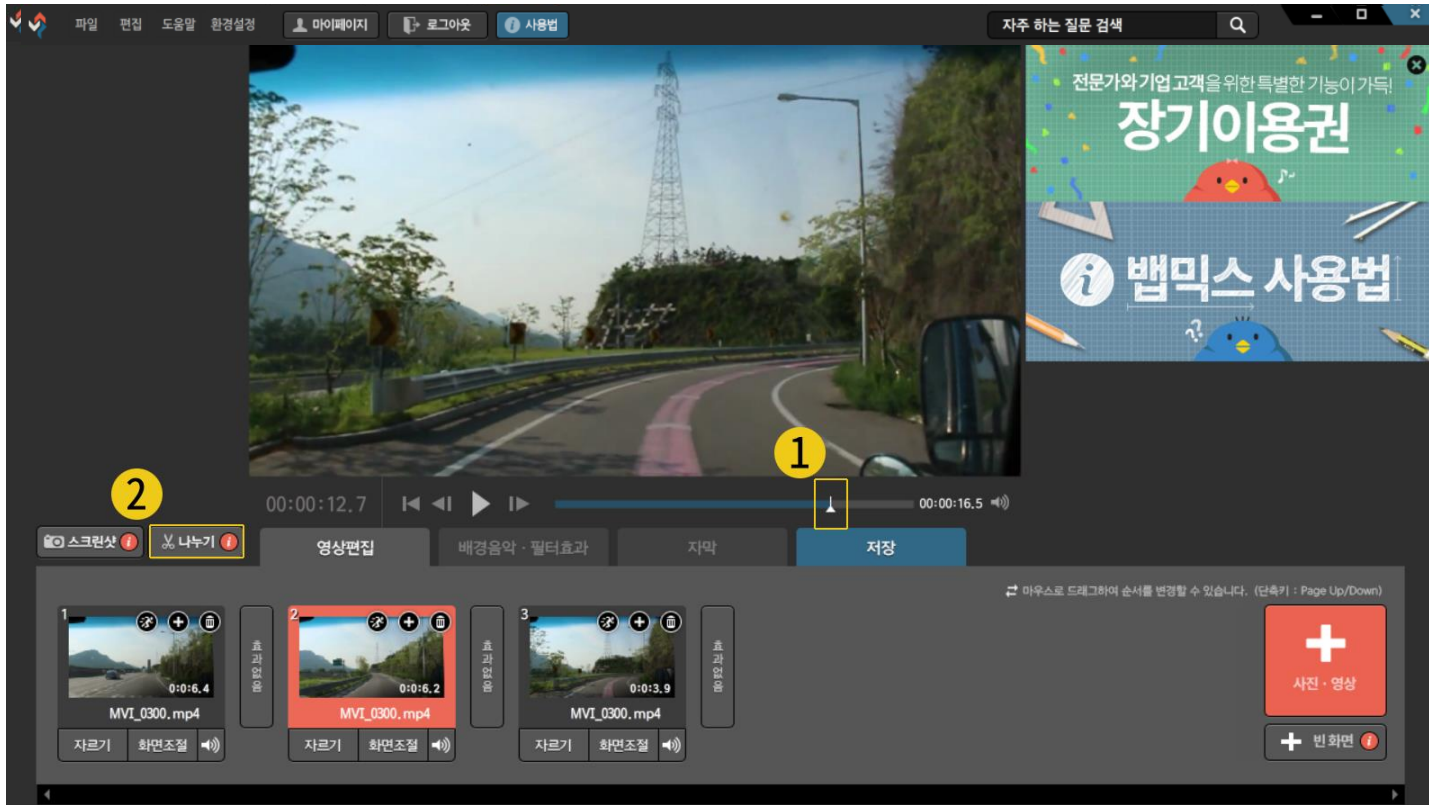 파일 편집 도움말 환경설정 마이페이지 로그아웃 i 사용법 자주 하는 질문 검색
전문가와 기업 고객을 위한 특별한 기능이 가득!
장기이용권
i 뱁믹스 사용법
??
1
2
00:00:12.7 00:00:16.5
스크린샷 i 나누기 i 영상편집 배경음악 · 필터효과 자막 저장
마우스로 드래그하여 순서를 변경할 수 있습니다. (단축키 : Page Up/Down)
1 0:0:6.4 효과없음 2 0:0:6.2 효과없음 3 0:0:3.9 효과없음
MVI_0300.mp4 MVI_0300.mp4 MVI_0300.mp4
사진 · 영상
자르기 화면조절 자르기 화면조절 자르기 화면조절
빈 화면 i